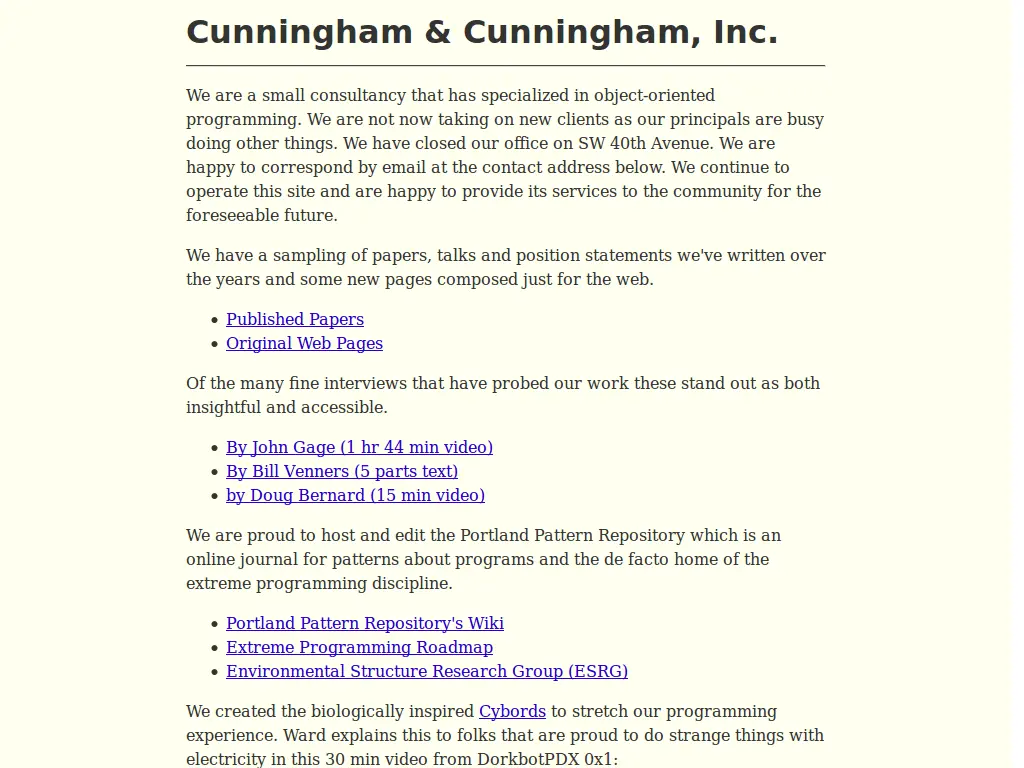 Cunningham & Cunningham, Inc.
We are a small consultancy that has specialized in object-oriented
programming. We are not now taking on new clients as our principals are busy
doing other things. We have closed our office on SW 40th Avenue. We are
happy to correspond by email at the contact address below. We continue to
operate this site and are happy to provide its services to the community for the
foreseeable future.
We have a sampling of papers, talks and position statements we've written over
the years and some new pages composed just for the web.
• Published Papers
• Original Web Pages
Of the many fine interviews that have probed our work these stand out as both
insightful and accessible.
• By John Gage (1 hr 44 min video)
• By Bill Venners (5 parts text)
• by Doug Bernard (15 min video)
We are proud to host and edit the Portland Pattern Repository which is an
online journal for patterns about programs and the de facto home of the
extreme programming discipline.
• Portland Pattern Repository's Wiki
• Extreme Programming Roadmap
• Environmental Structure Research Group (ESRG)
We created the biologically inspired Cybords to stretch our programming
experience. Ward explains this to folks that are proud to do strange things with
electricity in this 30 min video from DorkbotPDX 0x1: